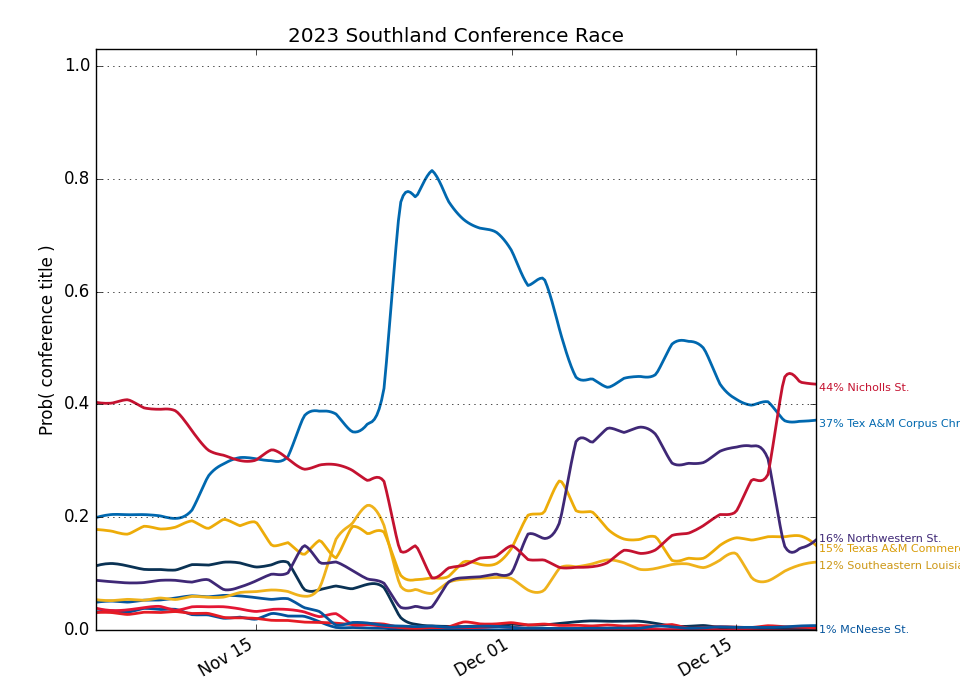 2023 Southland Conference Race
Prob( conference title )
1.0
0.8
0.6
0.4
0.2
0.0
Nov 15
Dec 01
Dec 15
44% Nicholls St.
37% Tex A&M Corpus Chr
16% Northwestern St.
15% Texas A&M Commerc
12% Southeastern Louisia
1% McNeese St.